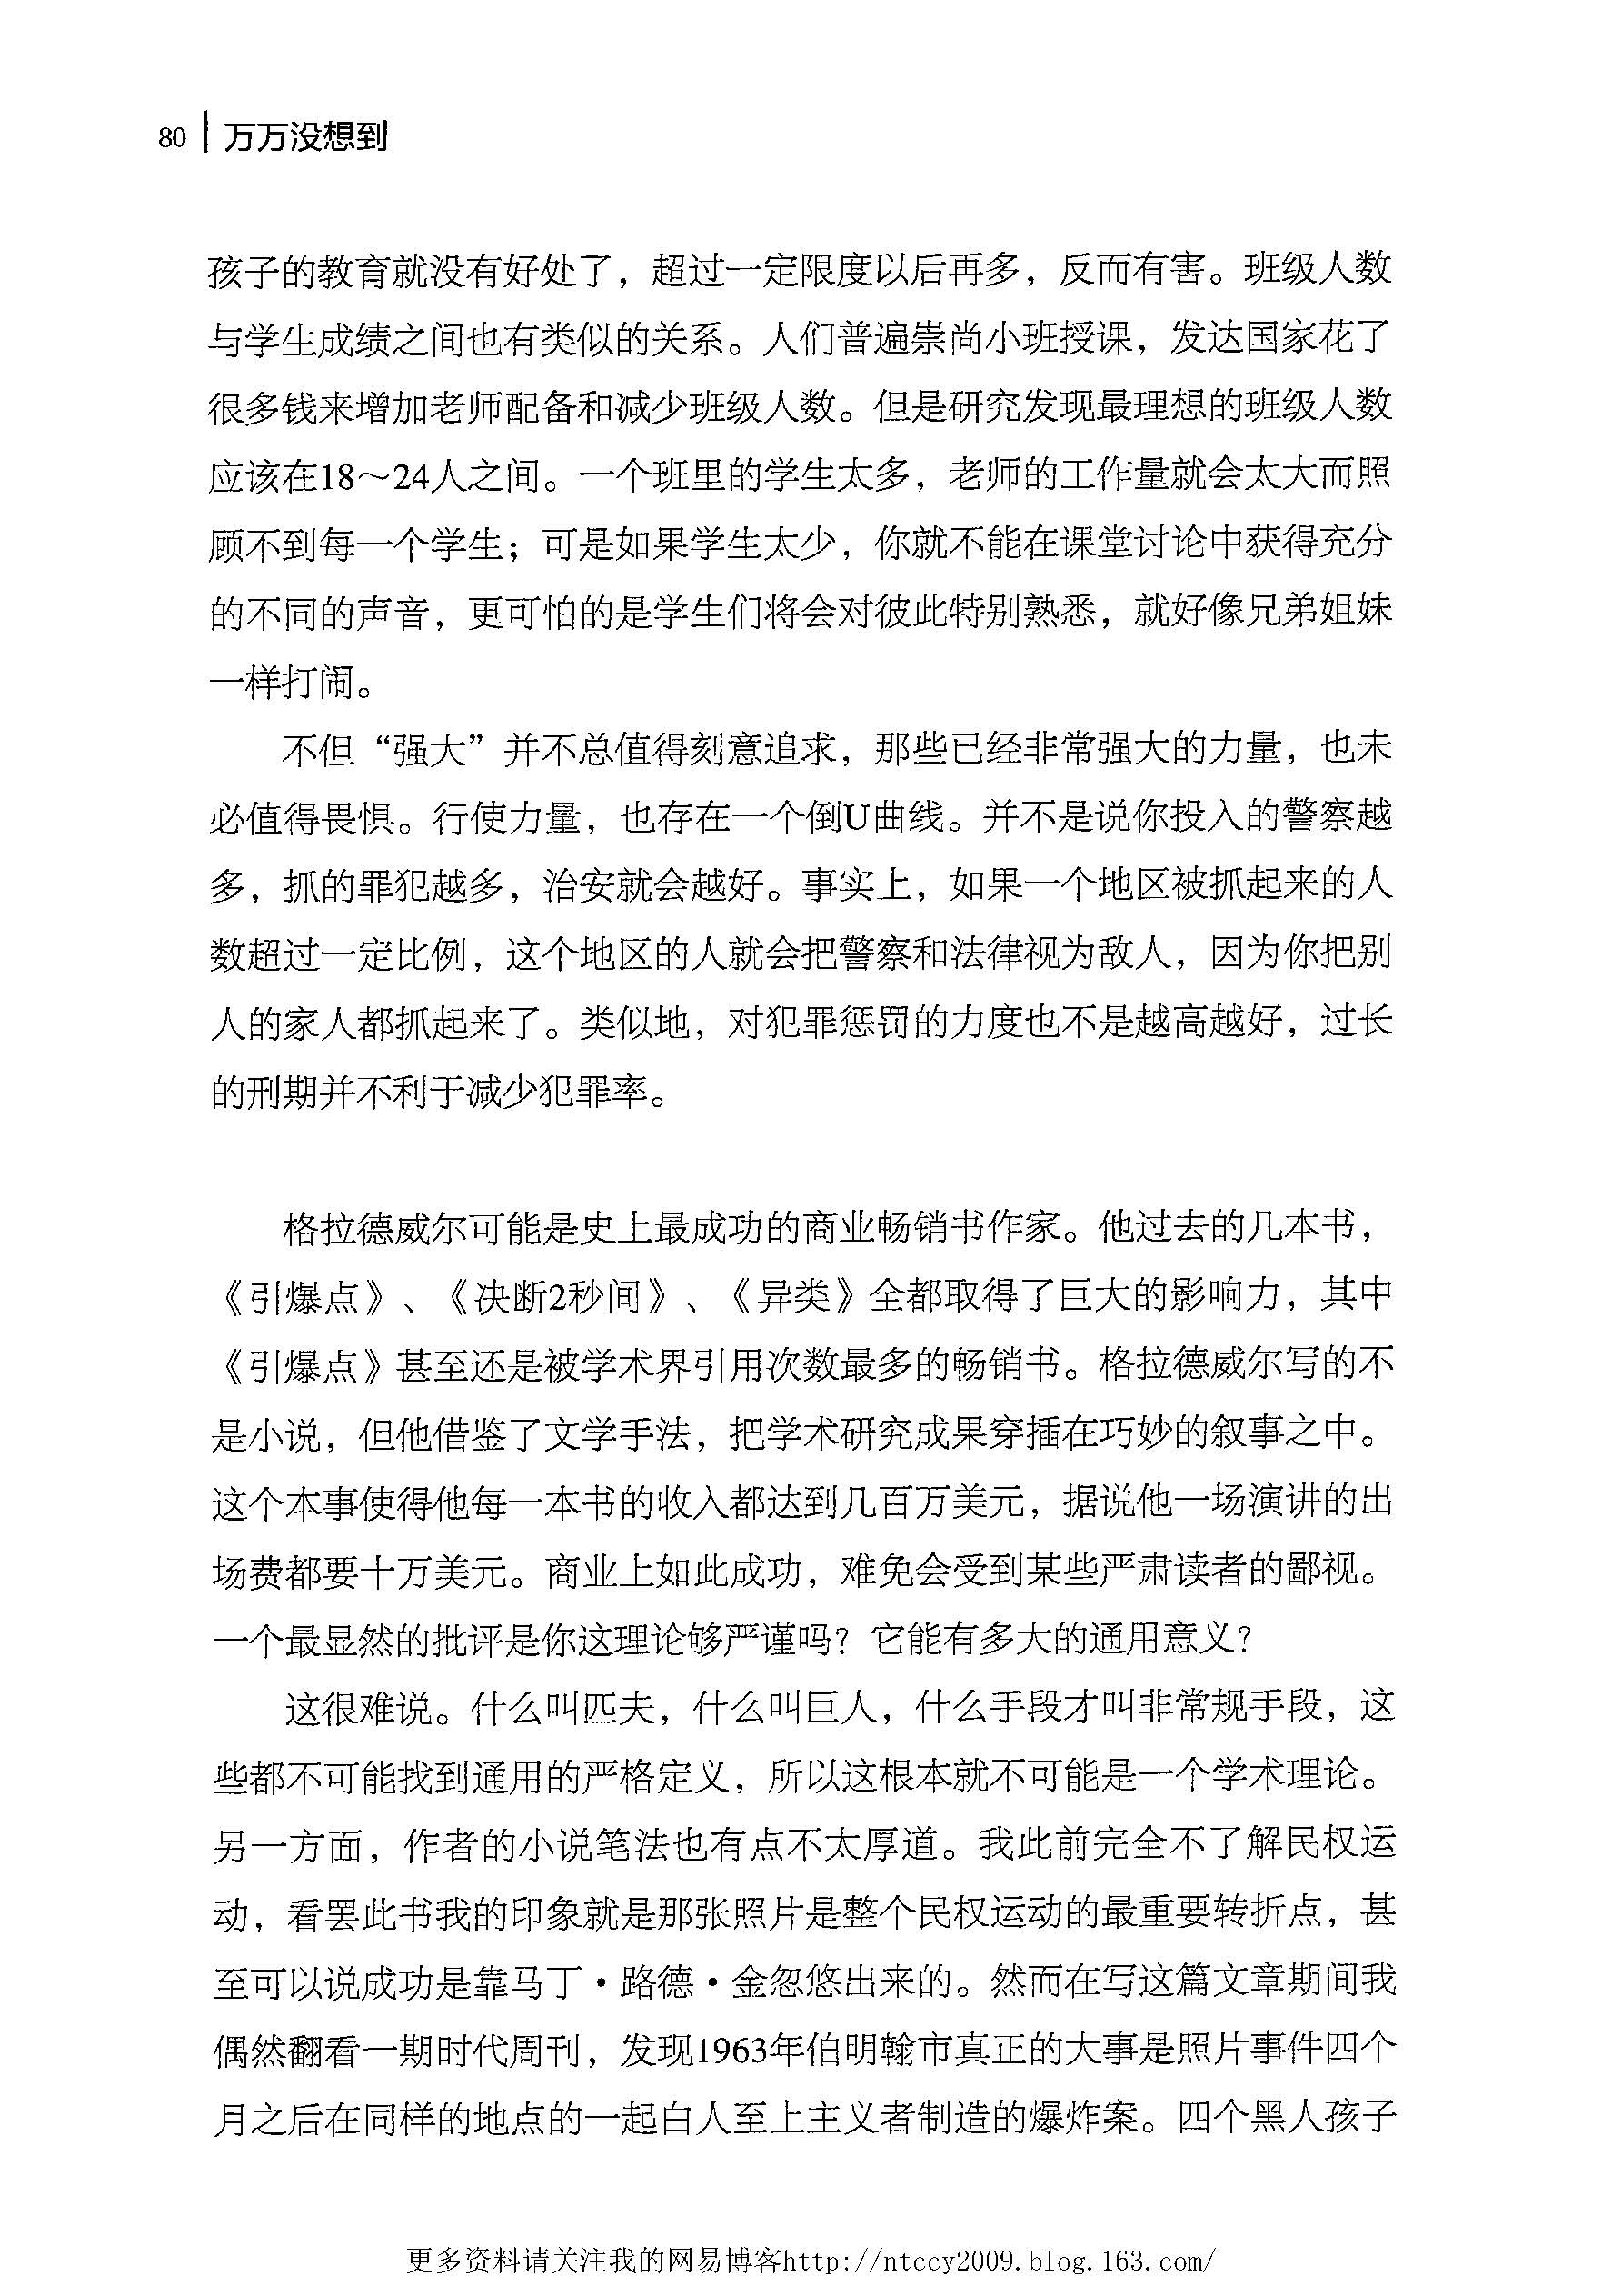 80 万万没想到
孩子的教育就没有好处了，超过一定限度以后再多，反而有害。班级人数
与学生成绩之间也有类似的关系。人们普遍崇尚小班授课，发达国家花了
很多钱来增加老师配备和减少班级人数。但是研究发现最理想的班级人数
应该在18～24人之间。一个班里的学生太多，老师的工作量就会太大而照
顾不到每一个学生；可是如果学生太少，你就不能在课堂讨论中获得充分
的不同的声音，更可怕的是学生们将会对彼此特别熟悉，就好像兄弟姐妹
一样打闹。
不但“强大”并不总值得刻意追求，那些已经非常强大的力量，也未
必值得畏惧。行使力量，也存在一个倒U曲线。并不是说你投入的警察越
多，抓的罪犯越多，治安就会越好。事实上，如果一个地区被抓起来的人
数超过一定比例，这个地区的人就会把警察和法律视为敌人，因为你把别
人的家人都抓起来了。类似地，对犯罪惩罚的力度也不是越高越好，过长
的刑期并不利于减少犯罪率。
格拉德威尔可能是史上最成功的商业畅销书作家。他过去的几本书，
《引爆点》、《决断2秒间》、《异类》全都取得了巨大的影响力，其中
《引爆点》甚至还是被学术界引用次数最多的畅销书。格拉德威尔写的不
是小说，但他借鉴了文学手法，把学术研究成果穿插在巧妙的叙事之中。
这个本事使得他每一本书的收入都达到几百万美元，据说他一场演讲的出
场费都要十万美元。商业上如此成功，难免会受到某些严肃读者的鄙视。
一个最显然的批评是你这理论够严谨吗？它能有多大的通用意义？
这很难说。什么叫匹夫，什么叫巨人，什么手段才叫非常规手段，这
些都不可能找到通用的严格定义，所以这根本就不可能是一个学术理论。
另一方面，作者的小说笔法也有点不太厚道。我此前完全不了解民权运
动，看罢此书我的印象就是那张照片是整个民权运动的最重要转折点，甚
至可以说成功是靠马丁·路德·金忽悠出来的。然而在写这篇文章期间我
偶然翻看一期时代周刊，发现1963年伯明翰市真正的大事是照片事件四个
月之后在同样的地点的一起白人至上主义者制造的爆炸案。四个黑人孩子
更多资料请关注我的网易博客http://ntccy2009.blog.163.com/